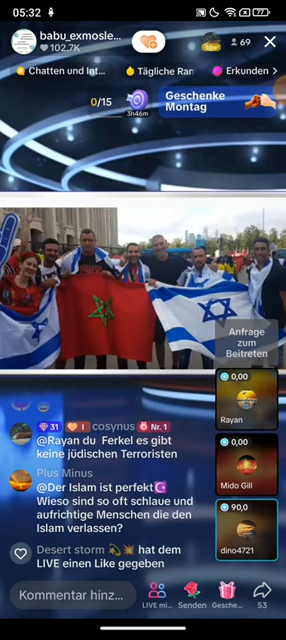 05:32
77
babu_exmosle...
102.7K
10+
69
Chatten und Int...
Tägliche Ran
Erkunden
0/15
3h46m
Geschenke
Montag
Anfrage
zum
Beitreten
0,00
Rayan
0,00
Mido Gill
90,0
dino4721
31 I cosynus Nr. 1
@Rayan du Ferkel es gibt
keine jüdischen Terroristen
Plus Minus
@Der Islam ist perfekt
Wieso sind so oft schlaue und
aufrichtige Menschen die den
Islam verlassen?
Desert storm hat dem
LIVE einen Like gegeben
Kommentar hinz...
LIVE mi...
Senden
Gesche...
53